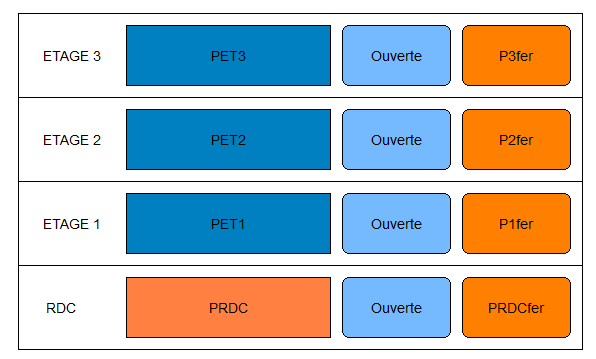 ETAGE 3 PET3 Ouverte P3fer
ETAGE 2 PET2 Ouverte P2fer
ETAGE 1 PET1 Ouverte P1fer
RDC PRDC Ouverte PRDCfer